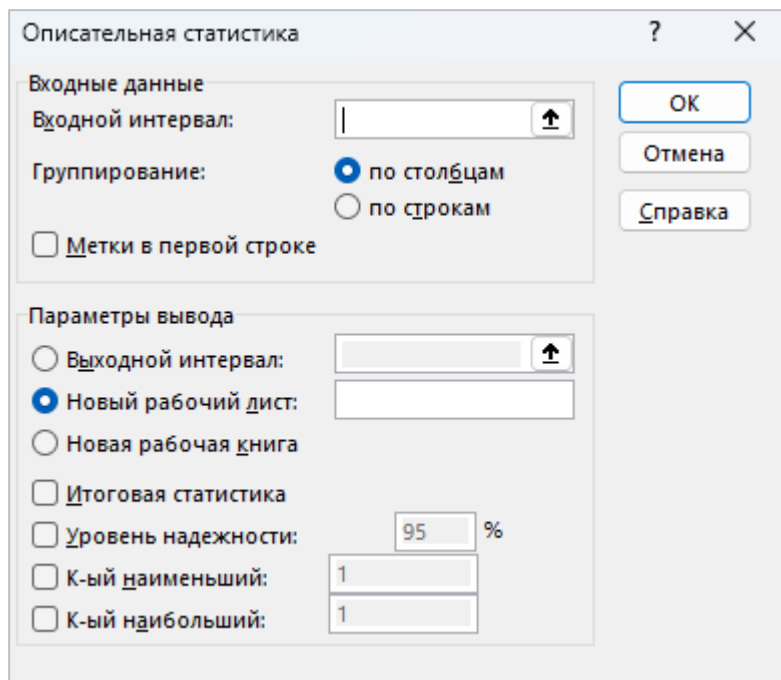 Описательная статистика ? ×
Входные данные
Входной интервал:
ОК
Отмена
Группирование: по столбцам
по строкам
Справка
Метки в первой строке
Параметры вывода
Выходной интервал:
Новый рабочий лист:
Новая рабочая книга
Итоговая статистика
Уровень надежности: 95 %
К-ый наименьший: 1
К-ый наибольший: 1